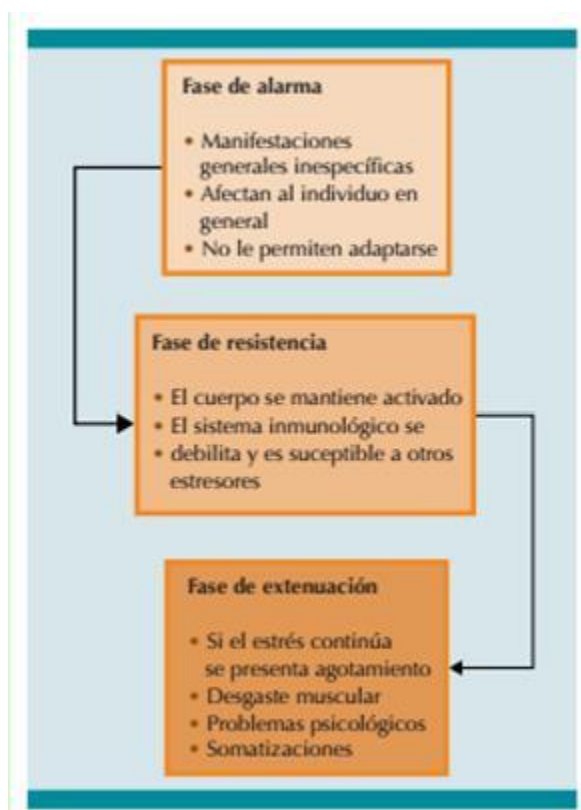 Fase de alarma
• Manifestaciones
generales inespecíficas
• Afectan al individuo en
general
• No le permiten adaptarse
Fase de resistencia
• El cuerpo se mantiene activado
• El sistema inmunológico se
• debilita y es suceptible a otros
estresores
Fase de extenuación
• Si el estrés continúa
se presenta agotamiento
• Desgaste muscular
• Problemas psicológicos
• Somatizaciones